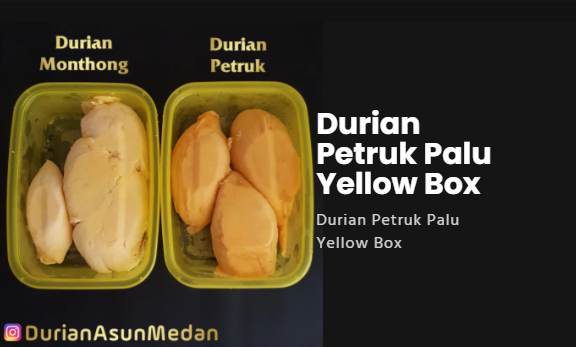 Durian
Monthong
Durian
Petruk
Durian
Petruk Palu
Yellow Box
Durian Petruk Palu
Yellow Box
DurianAsunMedan